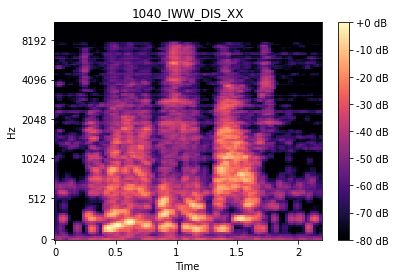 1040_IWW_DIS_XX
+0 dB
8192
-10 dB
4096
-20 dB
-30 dB
2048
Hz
-40 dB
1024
-50 dB
512
-60 dB
-70 dB
0
-80 dB
0 0.5 1 1.5 2
Time